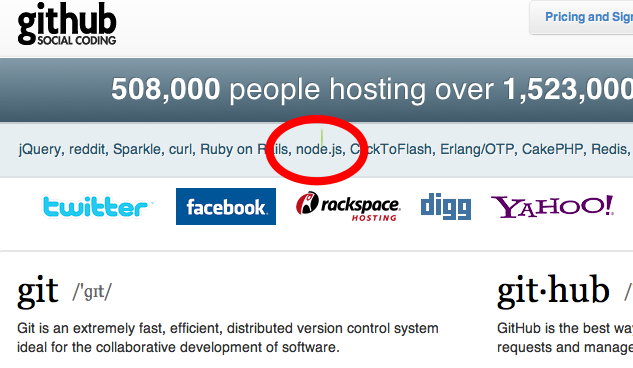 github
SOCIAL CODING
Pricing and Sign
508,000 people hosting over 1,523,000
jQuery, reddit, Sparkle, curl, Ruby on Rails, node.js, ClickToFlash, Erlang/OTP, CakePHP, Redis,
twitter facebook. rackspace. HOSTING digg YAHOO!
git /'gɪt/
git·hub /
Git is an extremely fast, efficient, distributed version control system
ideal for the collaborative development of software.
GitHub is the best way
requests and manage